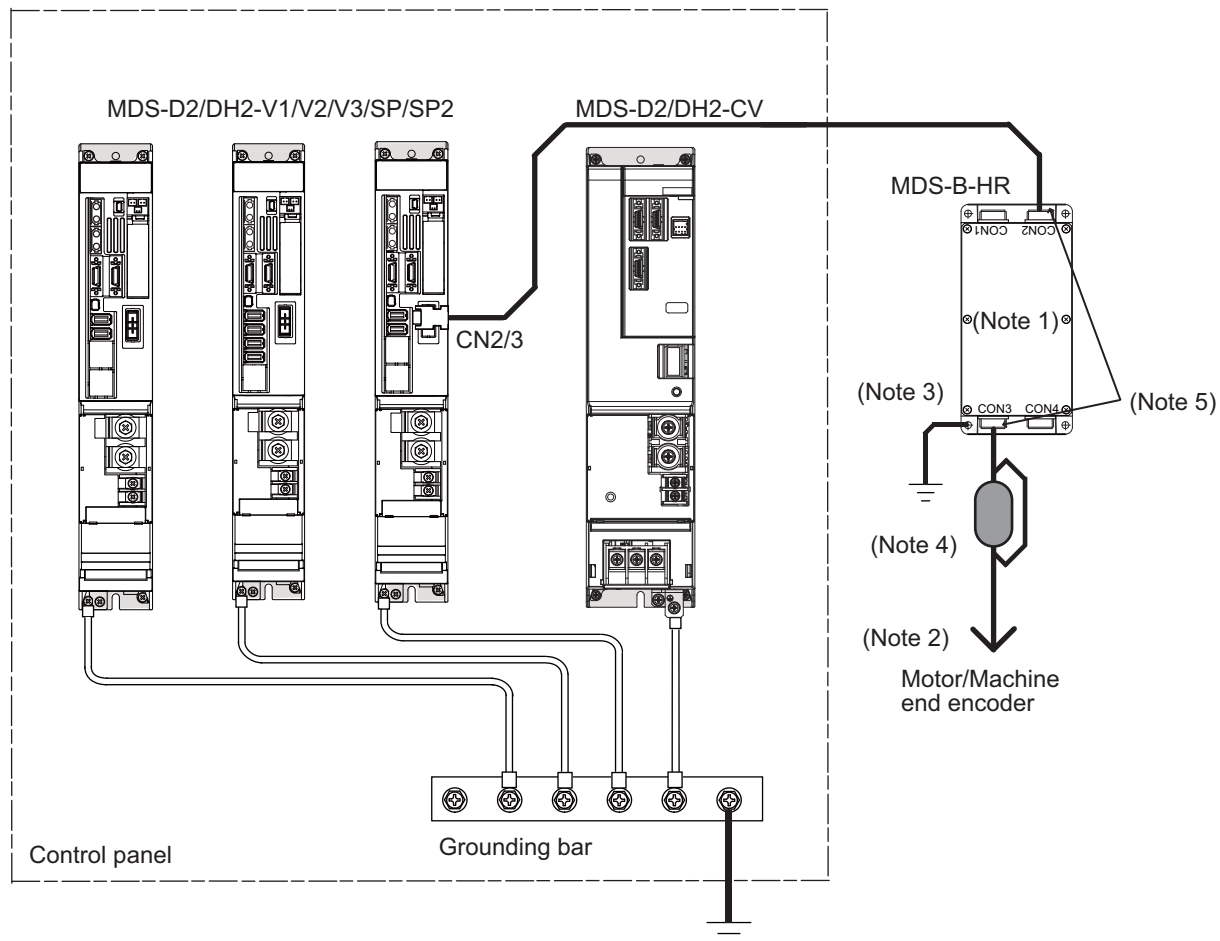 MDS-D2/DH2-V1/V2/V3/SP/SP2
MDS-D2/DH2-CV
MDS-B-HR
CON1
CON2
(Note 1)
CN2/3
(Note 3)
CON3
CON4
(Note 5)
(Note 4)
(Note 2)
Motor/Machine
end encoder
Grounding bar
Control panel